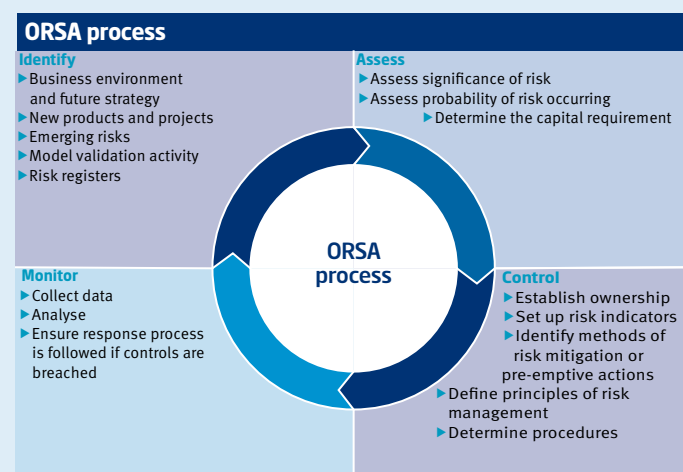 ORSA process
Identify
▶Business environment
and future strategy
▶New products and projects
▶Emerging risks
▶Model validation activity
▶Risk registers
Assess
▶Assess significance of risk
▶Assess probability of risk occurring
▶Determine the capital requirement
ORSA
process
Monitor
▶Collect data
▶Analyse
▶Ensure response process
is followed if controls are
breached
Control
▶Establish ownership
▶Set up risk indicators
▶Identify methods of
risk mitigation or
pre-emptive actions
▶Define principles of risk
management
▶Determine procedures